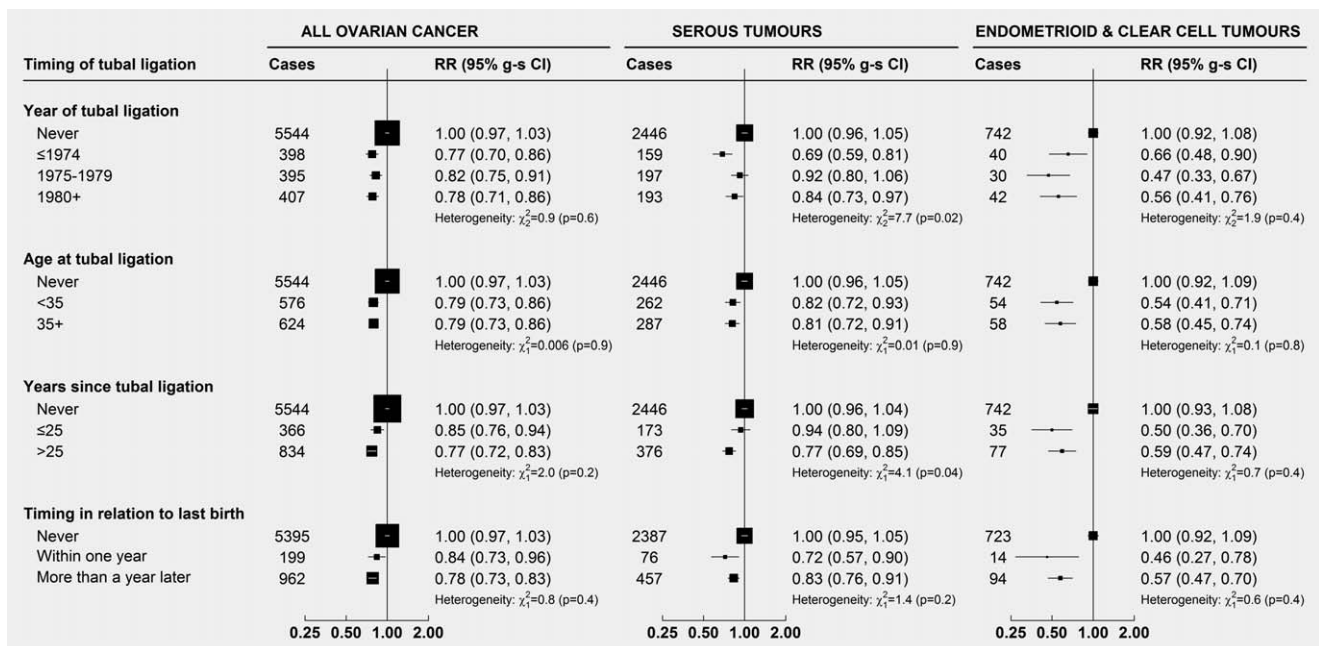 ALL OVARIAN CANCER SEROUS TUMOURS ENDOMETRIOID & CLEAR CELL TUMOURS
Timing of tubal ligation Cases RR (95% g-s CI) Cases RR (95% g-s CI) Cases RR (95% g-s CI)
Year of tubal ligation
Never 5544 1.00 (0.97, 1.03) 2446 1.00 (0.96, 1.05) 742 1.00 (0.92, 1.08)
≤1974 398 0.77 (0.70, 0.86) 159 0.69 (0.59, 0.81) 40 0.66 (0.48, 0.90)
1975-1979 395 0.82 (0.75, 0.91) 197 0.92 (0.80, 1.06) 30 0.47 (0.33, 0.67)
1980+ 407 0.78 (0.71, 0.86) 193 0.84 (0.73, 0.97) 42 0.56 (0.41, 0.76)
Heterogeneity: χ²₂=0.9 (p=0.6) Heterogeneity: χ²₂=7.7 (p=0.02) Heterogeneity: χ²₂=1.9 (p=0.4)
Age at tubal ligation
Never 5544 1.00 (0.97, 1.03) 2446 1.00 (0.96, 1.05) 742 1.00 (0.92, 1.09)
<35 576 0.79 (0.73, 0.86) 262 0.82 (0.72, 0.93) 54 0.54 (0.41, 0.71)
35+ 624 0.79 (0.73, 0.86) 287 0.81 (0.72, 0.91) 58 0.58 (0.45, 0.74)
Heterogeneity: χ²₁=0.006 (p=0.9) Heterogeneity: χ²₁=0.01 (p=0.9) Heterogeneity: χ²₁=0.1 (p=0.8)
Years since tubal ligation
Never 5544 1.00 (0.97, 1.03) 2446 1.00 (0.96, 1.04) 742 1.00 (0.93, 1.08)
≤25 366 0.85 (0.76, 0.94) 173 0.94 (0.80, 1.09) 35 0.50 (0.36, 0.70)
>25 834 0.77 (0.72, 0.83) 376 0.77 (0.69, 0.85) 77 0.59 (0.47, 0.74)
Heterogeneity: χ²₁=2.0 (p=0.2) Heterogeneity: χ²₁=4.1 (p=0.04) Heterogeneity: χ²₁=0.7 (p=0.4)
Timing in relation to last birth
Never 5395 1.00 (0.97, 1.03) 2387 1.00 (0.95, 1.05) 723 1.00 (0.92, 1.09)
Within one year 199 0.84 (0.73, 0.96) 76 0.72 (0.57, 0.90) 14 0.46 (0.27, 0.78)
More than a year later 962 0.78 (0.73, 0.83) 457 0.83 (0.76, 0.91) 94 0.57 (0.47, 0.70)
Heterogeneity: χ²₁=0.8 (p=0.4) Heterogeneity: χ²₁=1.4 (p=0.2) Heterogeneity: χ²₁=0.6 (p=0.4)
0.25 0.50 1.00 2.00 0.25 0.50 1.00 2.00 0.25 0.50 1.00 2.00